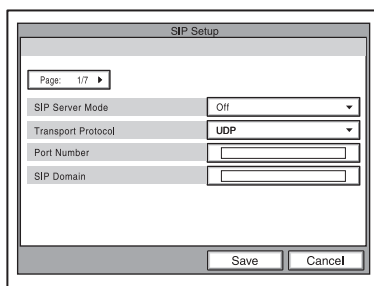 SIP Setup
Page: 1/7
SIP Server Mode Off
Transport Protocol UDP
Port Number
SIP Domain
Save Cancel